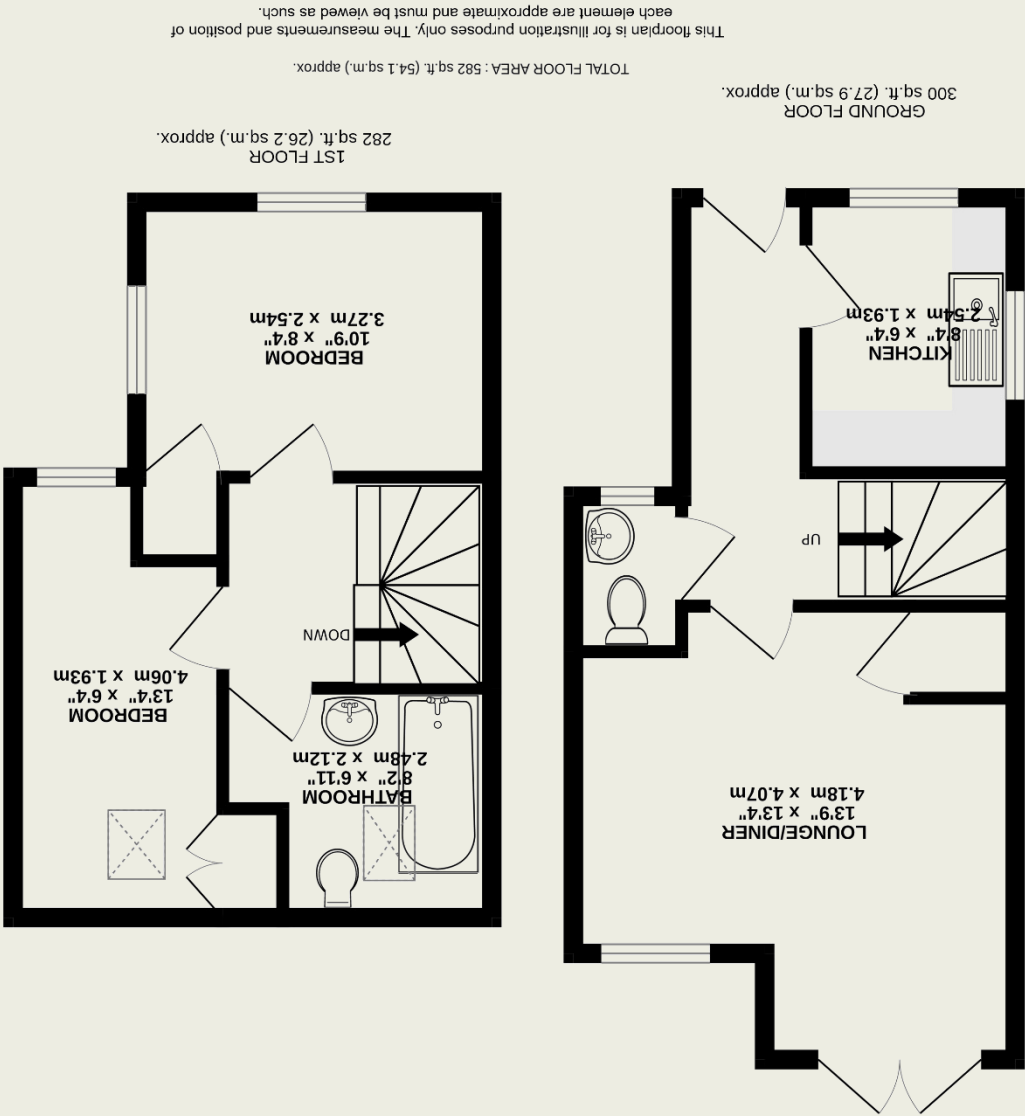 GROUND FLOOR
300 sq.ft. (27.9 sq.m.) approx.
1ST FLOOR
282 sq.ft. (26.2 sq.m.) approx.
LOUNGE/DINER
13'9" x 13'4"
4.18m x 4.07m
UP
KITCHEN
8'4" x 6'4"
2.54m x 1.93m
BATHROOM
8'2" x 6'11"
2.48m x 2.12m
BEDROOM
13'4" x 6'4"
4.06m x 1.93m
DOWN
BEDROOM
10'9" x 8'4"
3.27m x 2.54m
TOTAL FLOOR AREA : 582 sq.ft. (54.1 sq.m.) approx.
This floorplan is for illustration purposes only. The measurements and position of
each element are approximate and must be viewed as such.